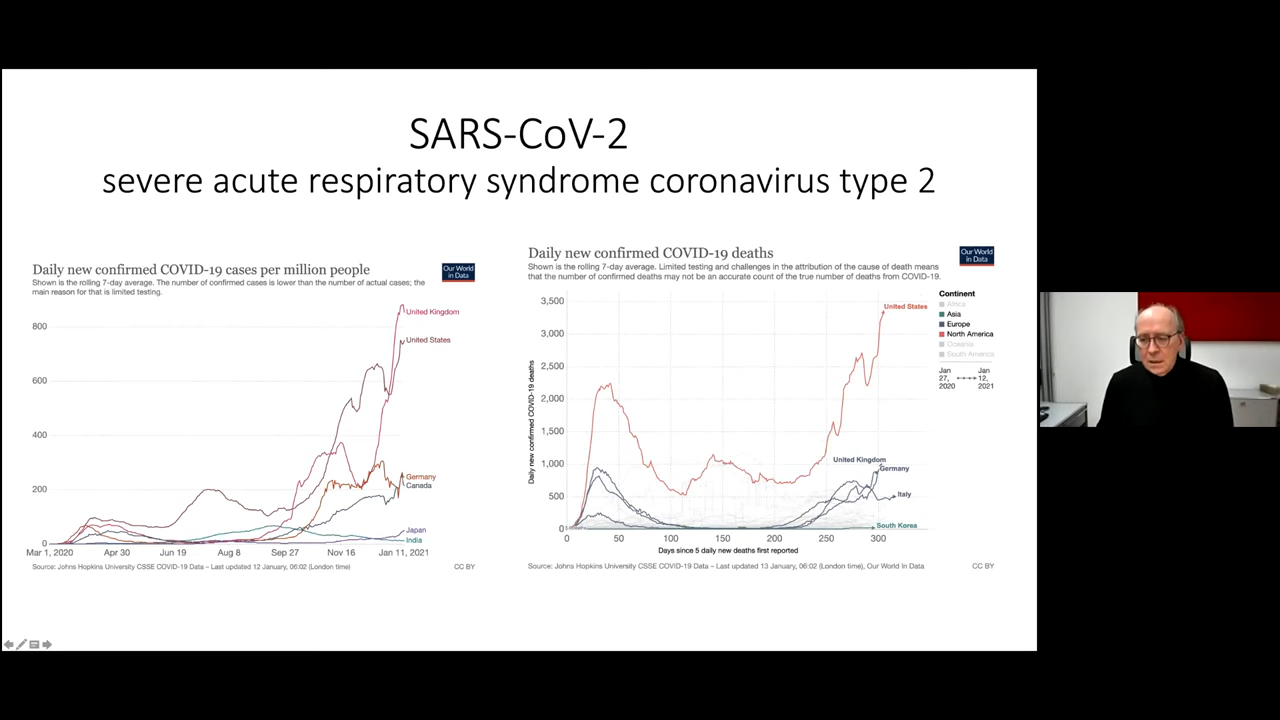 SARS-CoV-2
severe acute respiratory syndrome coronavirus type 2
Daily new confirmed COVID-19 cases per million people
Shown is the rolling 7-day average. The number of confirmed cases is lower than the number of actual cases; the
main reason for that is limited testing.
Our World
in Data
800
600
400
200
0
Mar 1, 2020
Apr 30
Jun 19
Aug 8
Sep 27
Nov 16
Jan 11, 2021
United Kingdom
United States
Germany
Canada
Japan
India
Source: Johns Hopkins University CSSE COVID-19 Data – Last updated 12 January, 06:02 (London time)
CC BY
Daily new confirmed COVID-19 deaths
Shown is the rolling 7-day average. Limited testing and challenges in the attribution of the cause of death means
that the number of confirmed deaths may not be an accurate count of the true number of deaths from COVID-19.
Our World
in Data
Daily new confirmed COVID-19 deaths
3,500
3,000
2,500
2,000
1,500
1,000
500
0
0
50
100
150
200
250
300
Days since 5 daily new deaths first reported
United States
United Kingdom
Germany
Italy
South Korea
Continent
Africa
Asia
Europe
North America
Oceania
South America
Jan
27,
2020
Jan
12,
2021
Source: Johns Hopkins University CSSE COVID-19 Data – Last updated 13 January, 06:02 (London time), Our World In Data
CC BY